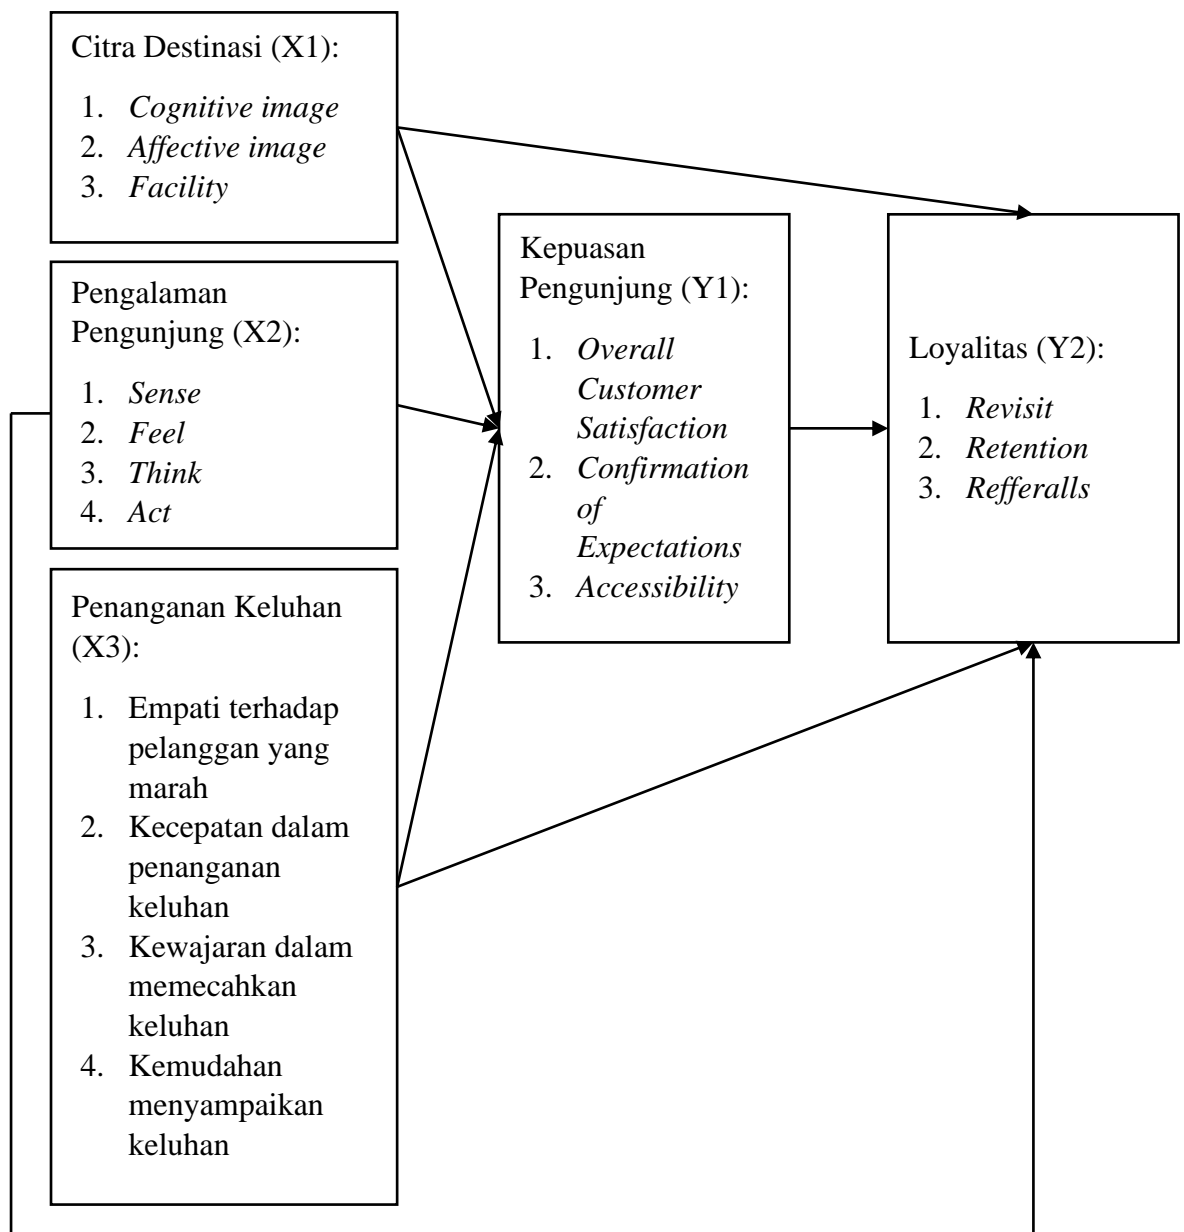 Citra Destinasi (X1):
1. Cognitive image
2. Affective image
3. Facility
Pengalaman
Pengunjung (X2):
1. Sense
2. Feel
3. Think
4. Act
Penanganan Keluhan
(X3):
1. Empati terhadap
pelanggan yang
marah
2. Kecepatan dalam
penanganan
keluhan
3. Kewajaran dalam
memecahkan
keluhan
4. Kemudahan
menyampaikan
keluhan
Kepuasan
Pengunjung (Y1):
1. Overall
Customer
Satisfaction
2. Confirmation
of
Expectations
3. Accessibility
Loyalitas (Y2):
1. Revisit
2. Retention
3. Refferalls